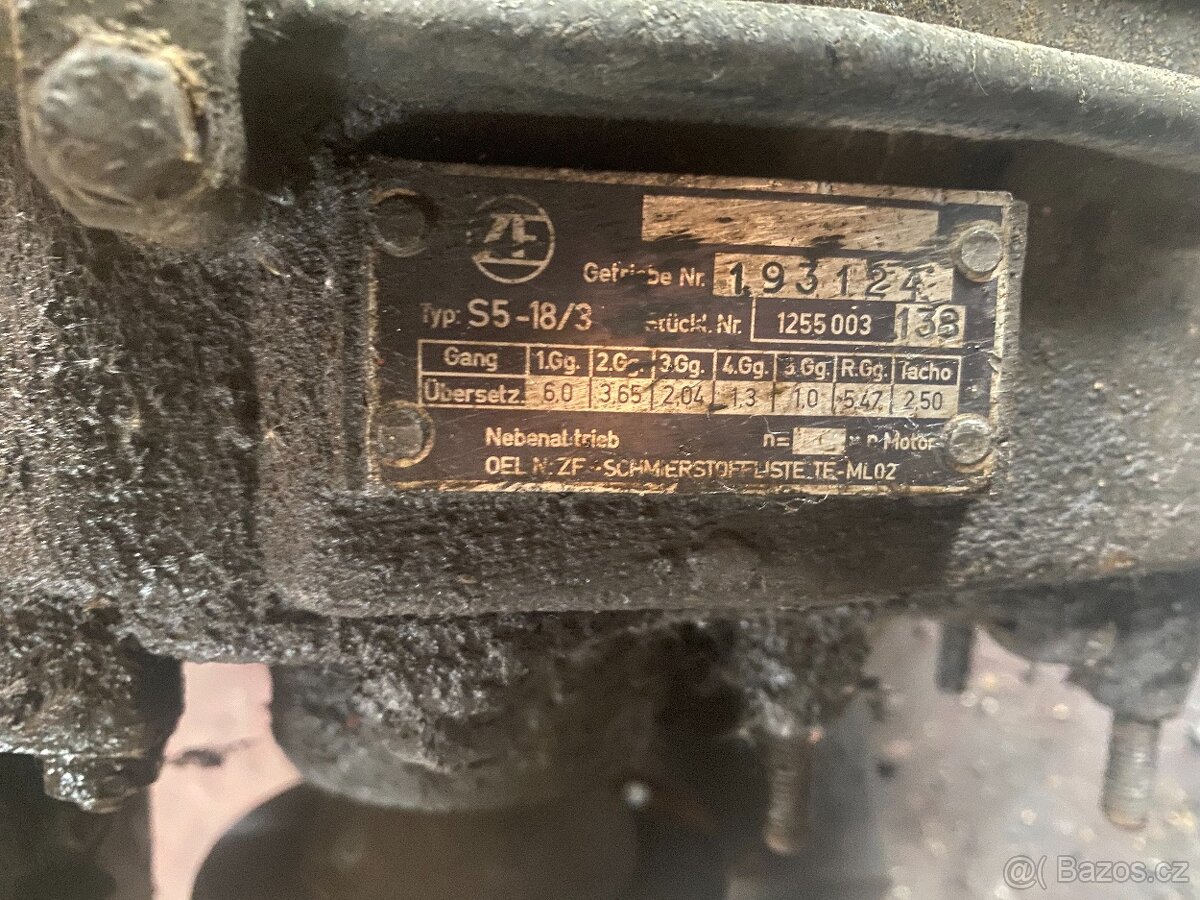 ZF
Getriebe Nr. 193124
Typ: S5-18/3 Stückl. Nr. 1255 003 138
Gang 1.Gg. 2.Gg. 3.Gg. 4.Gg. 5.Gg. R.Gg. Tacho
Übersetz. 6.0 3.65 2.04 1.3 1.0 5.47 2.50
Nebenabtrieb n= × n Motor
OEL N. ZF.-SCHMIERSTOFFLISTE TE-ML02
@( Bazos.cz